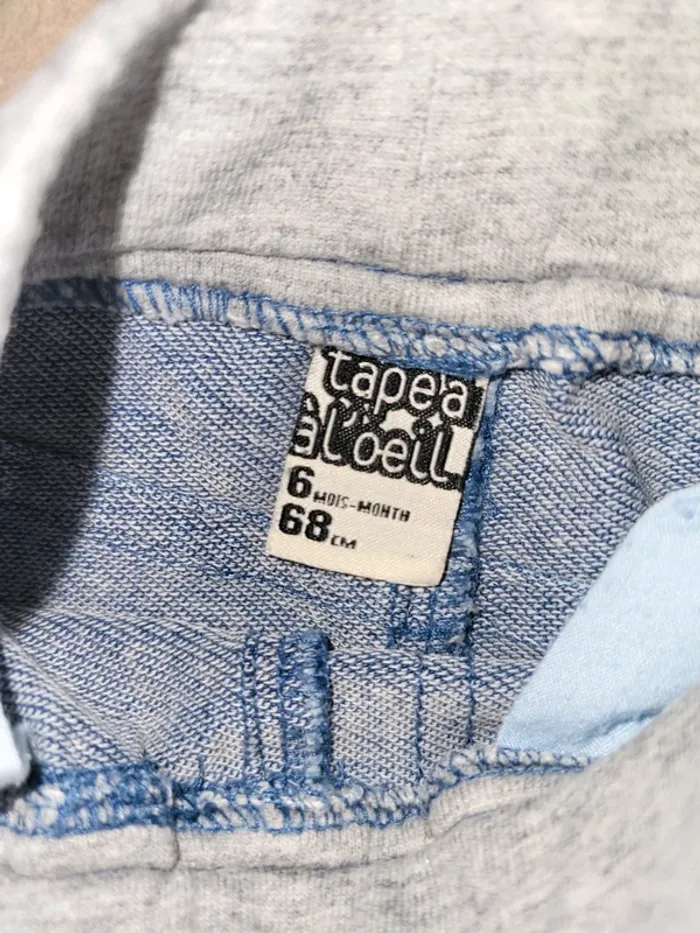 tape à
à l'oeil
6 MOIS-MONTH
68 CM